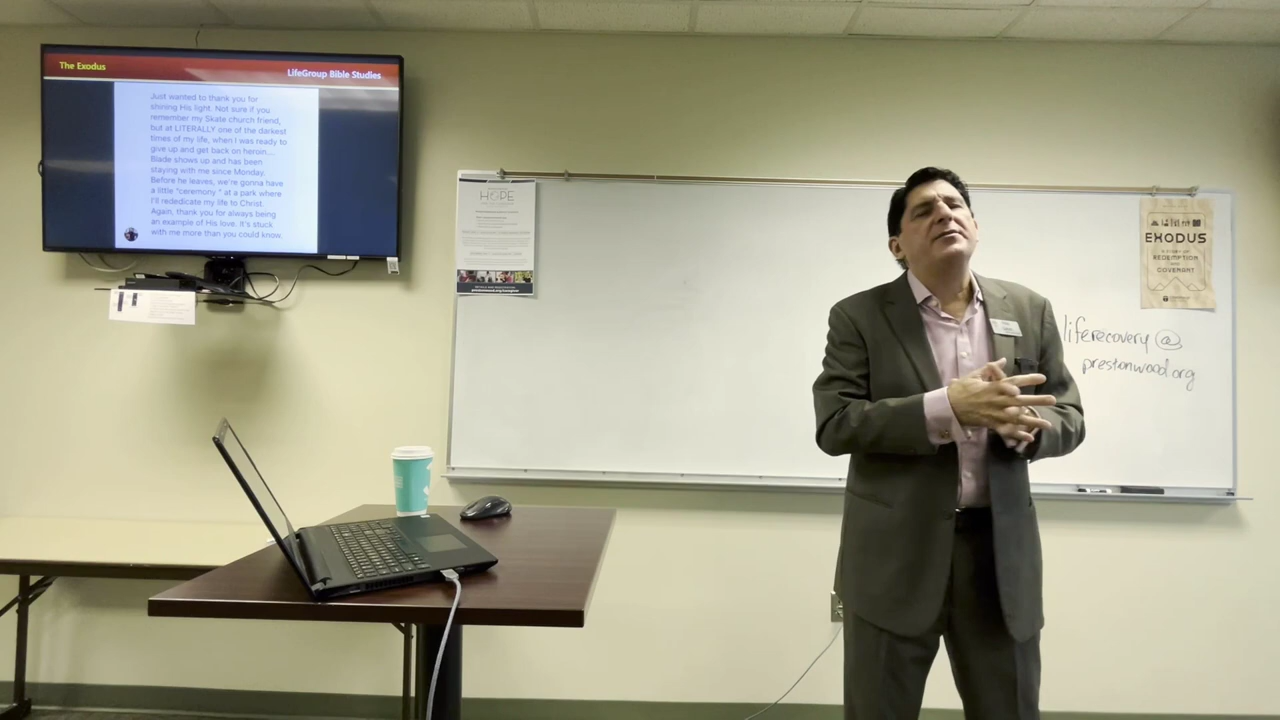 The Exodus
LifeGroup Bible Studies
Just wanted to thank you for
shining His light. Not sure if you
remember my Skate church friend,
but at LITERALLY one of the darkest
times of my life, when I was ready to
give up and get back on heroin....
Blade shows up and has been
staying with me since Monday.
Before he leaves, we're gonna have
a little "ceremony " at a park where
I'll rededicate my life to Christ.
Again, thank you for always being
an example of His love. It's stuck
with me more than you could know.
HOPE
EXODUS
A STORY OF
REDEMPTION
AND
COVENANT
liferecovery @
prestonwood.org